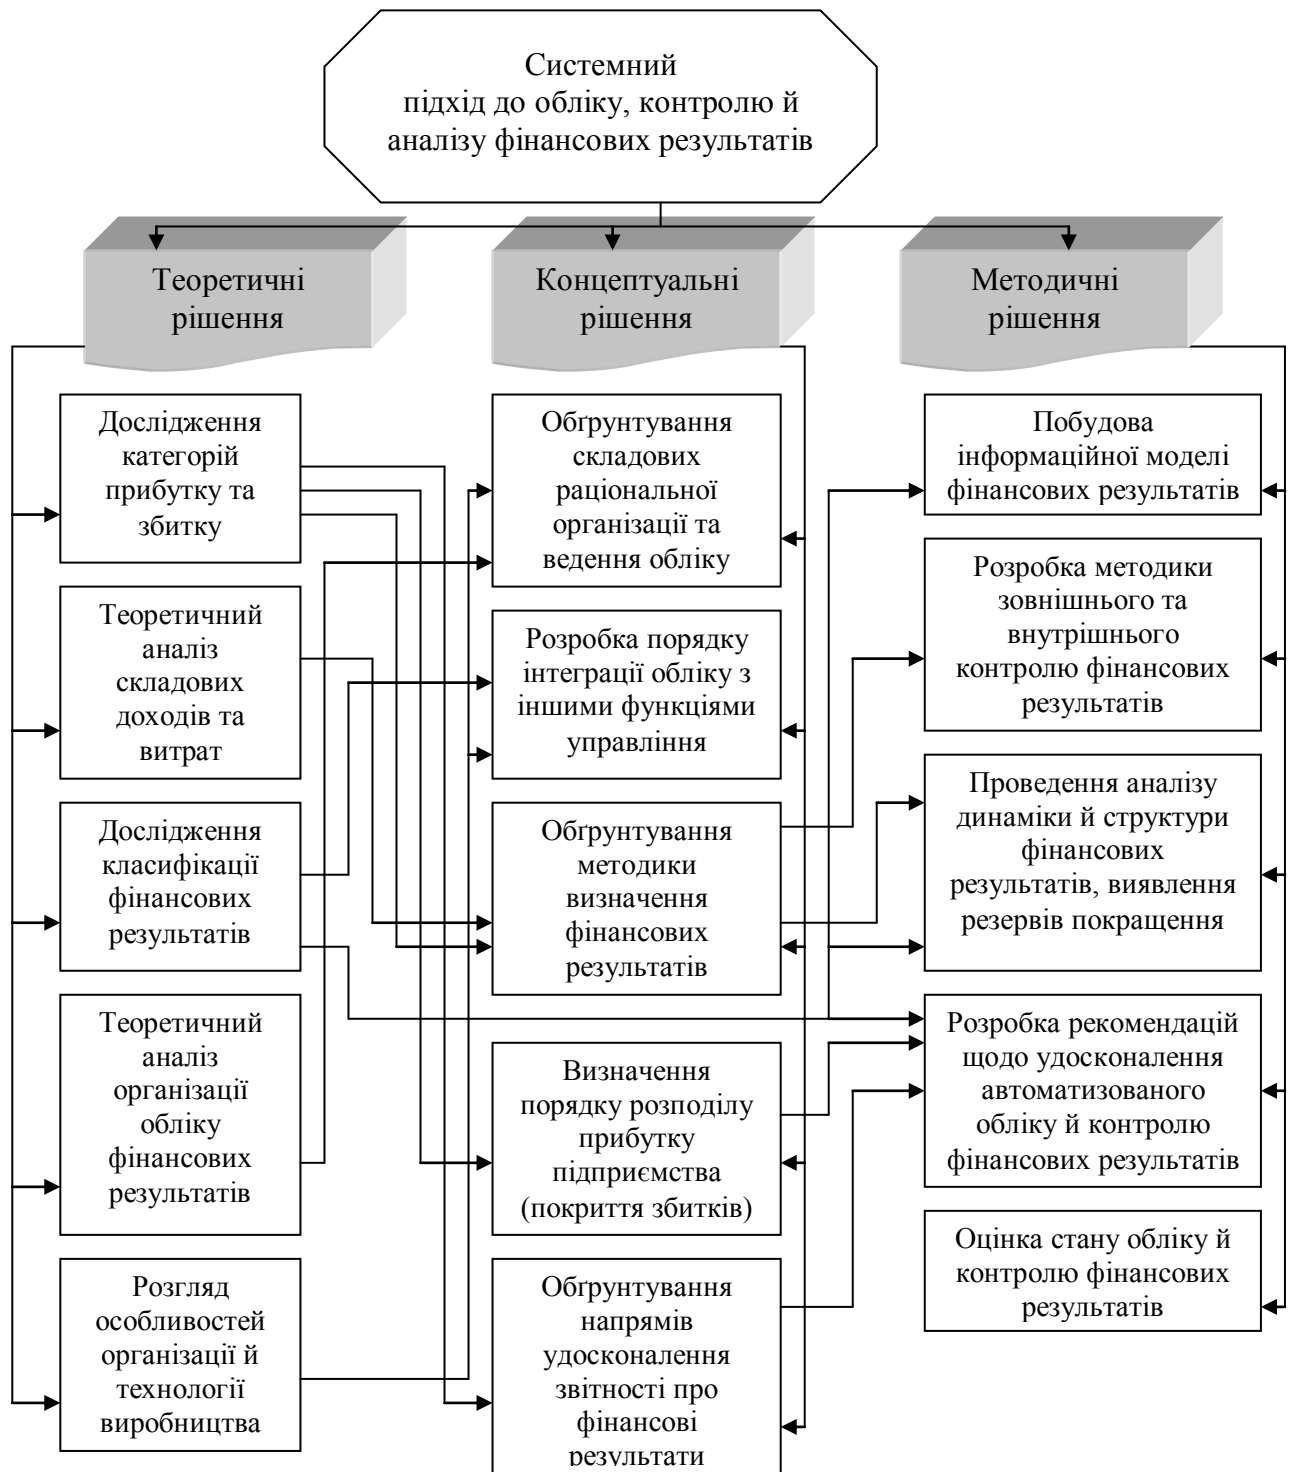 Системний
підхід до обліку, контролю й
аналізу фінансових результатів
Теоретичні
рішення
Концептуальні
рішення
Методичні
рішення
Дослідження
категорій
прибутку та
збитку
Теоретичний
аналіз
складових
доходів та
витрат
Дослідження
класифікації
фінансових
результатів
Теоретичний
аналіз
організації
обліку
фінансових
результатів
Розгляд
особливостей
організації й
технології
виробництва
Обґрунтування
складових
раціональної
організації та
ведення обліку
Розробка порядку
інтеграції обліку з
іншими функціями
управління
Обґрунтування
методики
визначення
фінансових
результатів
Визначення
порядку розподілу
прибутку
підприємства
(покриття збитків)
Обґрунтування
напрямів
удосконалення
звітності про
фінансові
результати
Побудова
інформаційної моделі
фінансових результатів
Розробка методики
зовнішнього та
внутрішнього
контролю фінансових
результатів
Проведення аналізу
динаміки й структури
фінансових
результатів, виявлення
резервів покращення
Розробка рекомендацій
щодо удосконалення
автоматизованого
обліку й контролю
фінансових результатів
Оцінка стану обліку й
контролю фінансових
результатів